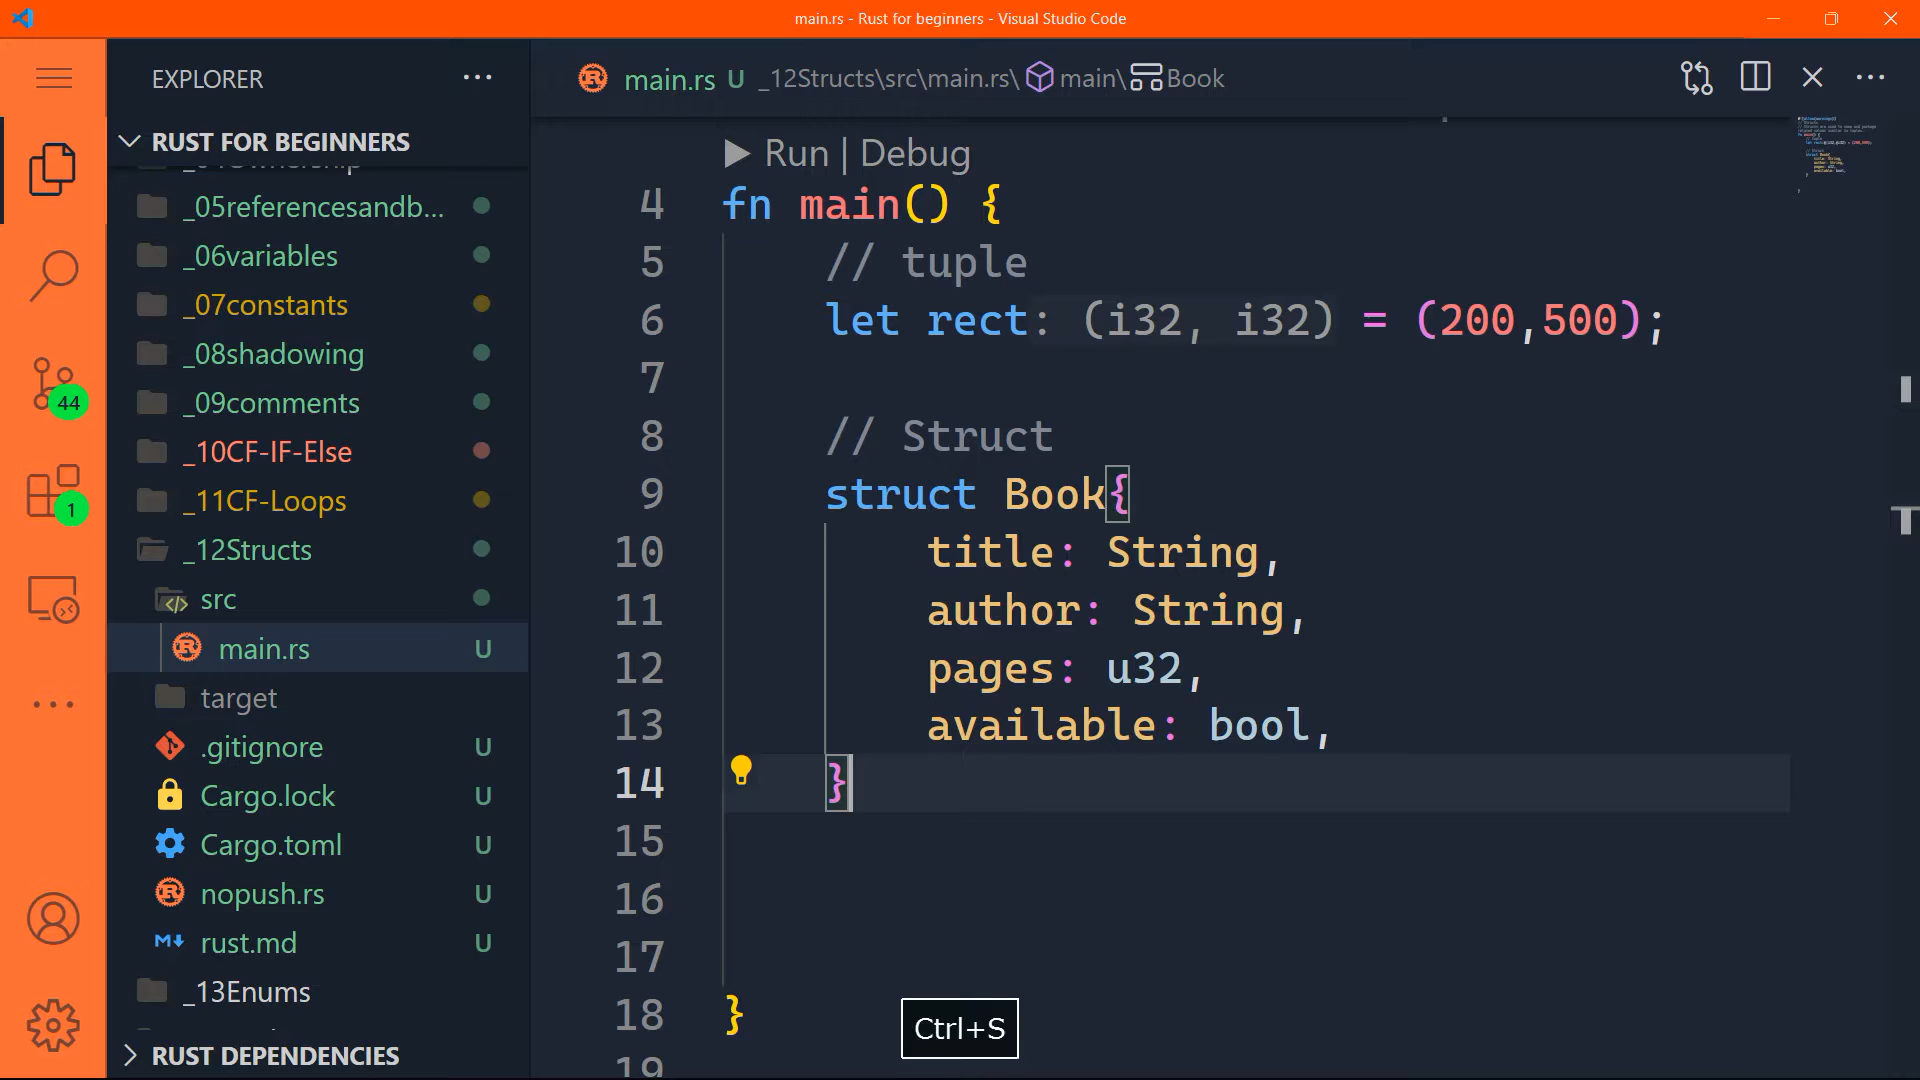 main.rs - Rust for beginners - Visual Studio Code
EXPLORER
RUST FOR BEGINNERS
_05referencesandb...
_06variables
_07constants
_08shadowing
_09comments
_10CF-IF-Else
_11CF-Loops
_12Structs
src
main.rs U
target
.gitignore U
Cargo.lock U
Cargo.toml U
nopush.rs U
rust.md U
_13Enums
RUST DEPENDENCIES
44
1
main.rs U _12Structs\src\main.rs\ main\ Book
Run | Debug
4 fn main() {
5 // tuple
6 let rect: (i32, i32) = (200,500);
7
8 // Struct
9 struct Book{
10 title: String,
11 author: String,
12 pages: u32,
13 available: bool,
14 }
15
16
17
18 }
19
Ctrl+S